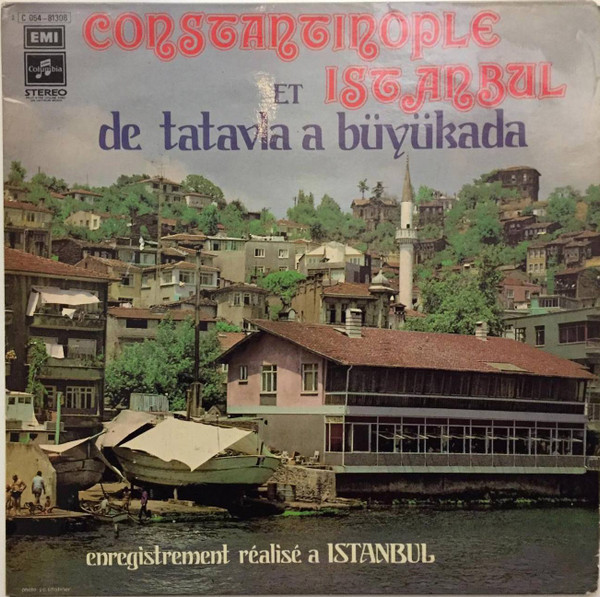 C 054-81308
EMI
Columbia
STEREO
CONSTANTINOPLE
ET ISTANBUL
de tatavla a büyükada
enregistrement réalisé a ISTANBUL